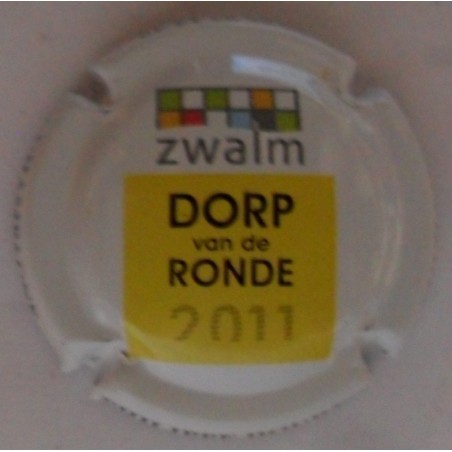 zwalm
DORP
van de
RONDE
2011